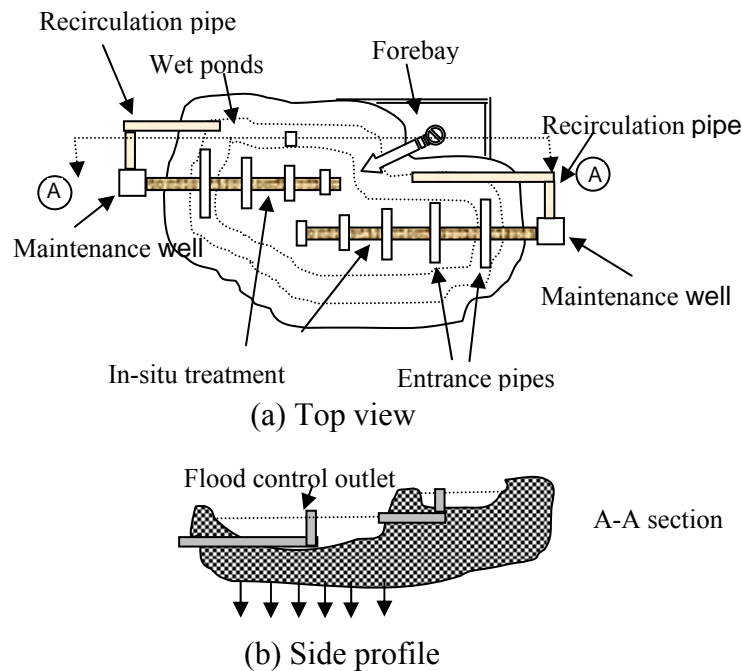 Recirculation pipe
Forebay
Wet ponds
Recirculation pipe
A
A
Maintenance well
Maintenance well
In-situ treatment
Entrance pipes
(a) Top view
Flood control outlet
A-A section
(b) Side profile